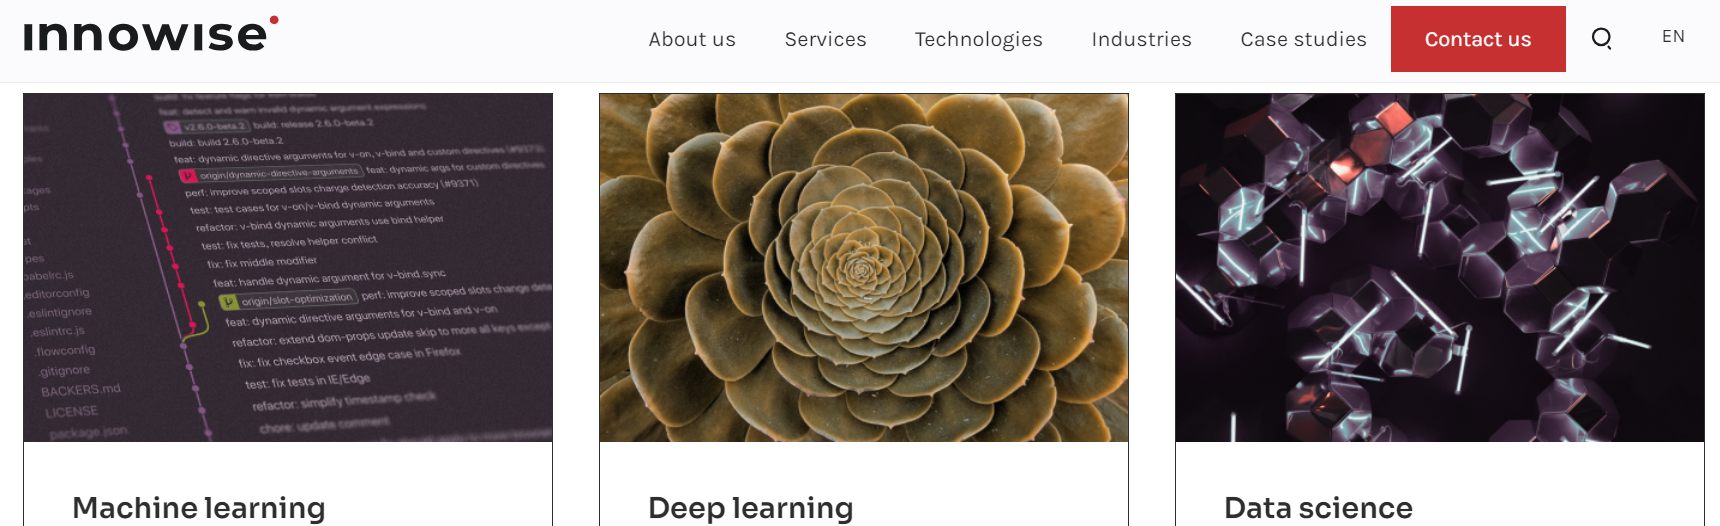 innowise
About us
Services
Technologies
Industries
Case studies
Contact us
EN
feat: detect and warn invalid dynamic argument expressions
v2.6.0-beta.2 build: release 2.6.0-beta.2
build: build 2.6.0-beta.2
feat: dynamic directive arguments for v-on, v-bind and custom directives (#9373)
origin/dynamic-directive-arguments feat: dynamic args for custom directives
perf: improve scoped slots change detection accuracy (#9371)
test: test cases for v-on/v-bind dynamic arguments
refactor: v-bind dynamic arguments use bind helper
test: fix tests, resolve helper conflict
fix: fix middle modifier
feat: handle dynamic argument for v-bind.sync
origin/slot-optimization perf: improve scoped slots change
feat: dynamic directive arguments for v-bind and v-on
refactor: extend dom-props update skip to more all keys except
fix: fix checkbox event edge case in Firefox
test: fix tests in IE/Edge
refactor: simplify timestamp check
chore: update comment
babelrc.js
.editorconfig
.eslintignore
.eslintrc.js
.flowconfig
.gitignore
BACKERS.md
LICENSE
package.json
Machine learning
Deep learning
Data science